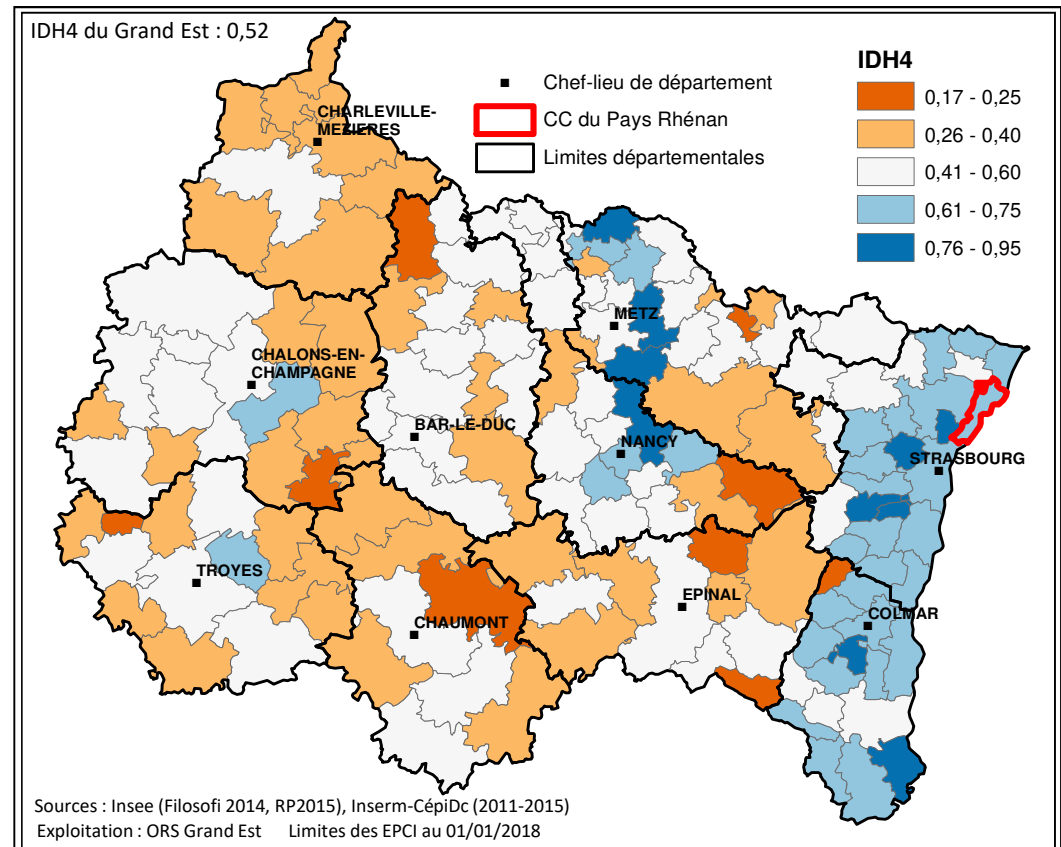 IDH4 du Grand Est : 0,52
IDH4
Chef-lieu de département
CC du Pays Rhénan
Limites départementales
0,17 - 0,25
0,26 - 0,40
0,41 - 0,60
0,61 - 0,75
0,76 - 0,95
CHARLEVILLE-
MEZIERES
METZ
CHALONS-EN-
CHAMPAGNE
BAR-LE-DUC
NANCY
STRASBOURG
TROYES
EPINAL
COLMAR
CHAUMONT
Sources : Insee (Filosofi 2014, RP2015), Inserm-CépiDc (2011-2015)
Exploitation : ORS Grand Est Limites des EPCI au 01/01/2018